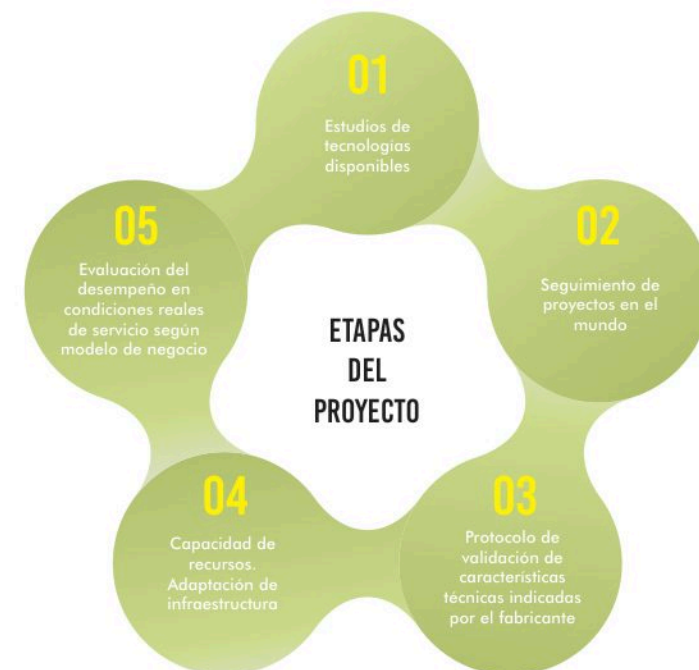 01
Estudios de
tecnologías
disponibles
02
Seguimiento de
proyectos en el
mundo
03
Protocolo de
validación de
características
técnicas indicadas
por el fabricante
04
Capacidad de
recursos.
Adaptación de
infraestructura
05
Evaluación del
desempeño en
condiciones reales
de servicio según
modelo de negocio
ETAPAS
DEL
PROYECTO